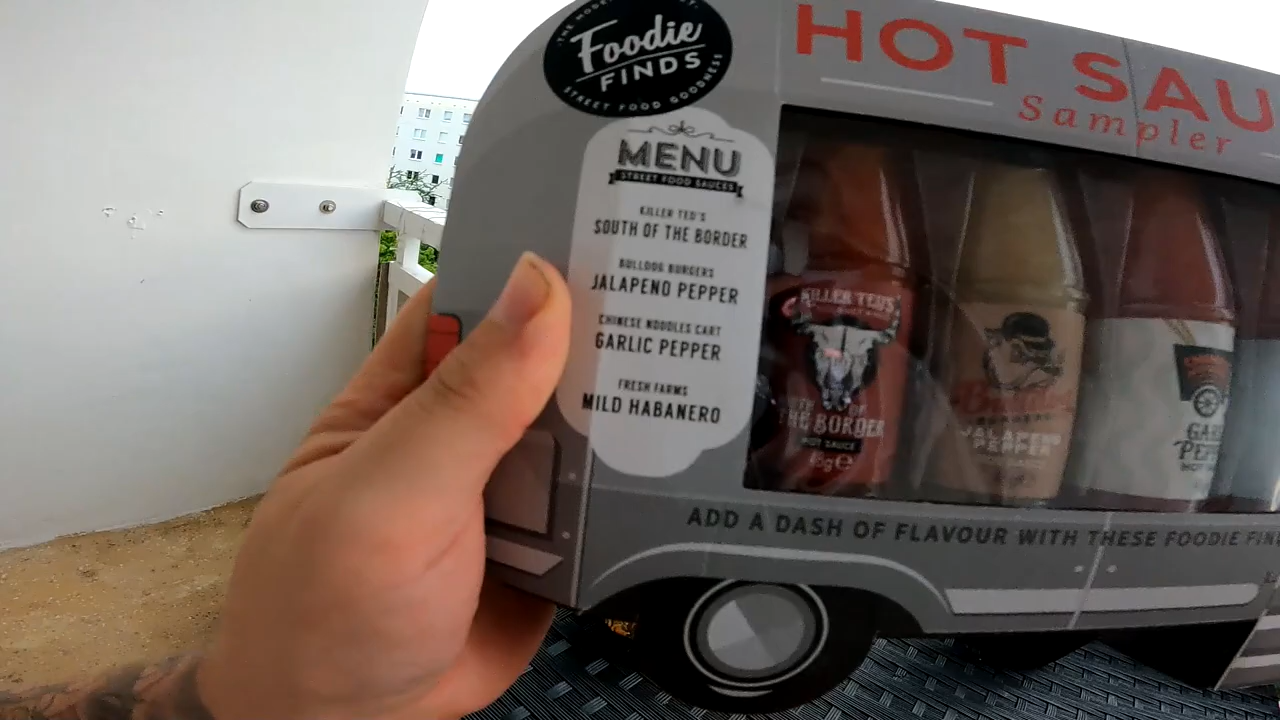 Foodie
FINDS
STREET FOOD GOODNESS
HOT SAU
Sampler
MENU
STREET FOOD SAUCES
KILLER TED'S
SOUTH OF THE BORDER
BULLDOG BURGERS
JALAPENO PEPPER
CHINESE NOODLES CART
GARLIC PEPPER
FRESH FARMS
MILD HABANERO
KILLER TED'S
OF
THE BORDER
HOT SAUCE
JALAPENO
PEPPER
ADD A DASH OF FLAVOUR WITH THESE FOODIE FIN